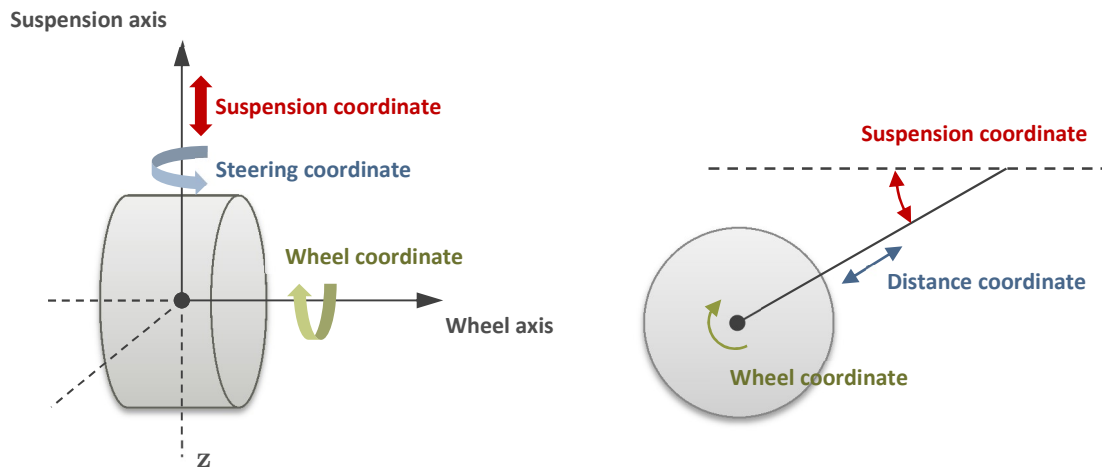 Suspension axis
Suspension coordinate
Steering coordinate
Wheel coordinate
Wheel axis
z
Suspension coordinate
Distance coordinate
Wheel coordinate